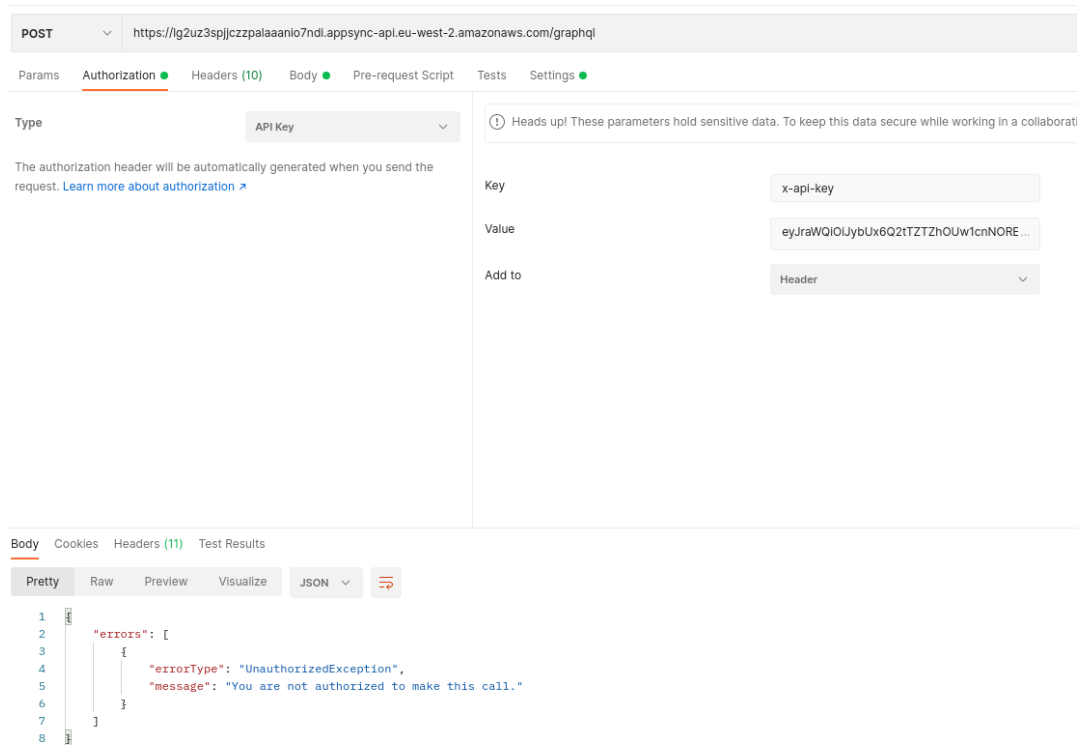 POST
https://lg2uz3spjjczzpalaaanio7ndi.appsync-api.eu-west-2.amazonaws.com/graphql
Params Authorization Headers (10) Body Pre-request Script Tests Settings
Type
API Key
The authorization header will be automatically generated when you send the
request. Learn more about authorization ↗
Heads up! These parameters hold sensitive data. To keep this data secure while working in a collaborati
Key
x-api-key
Value
eyJraWQiOiJybUx6Q2tTZTZhOUw1cnNORE...
Add to
Header
Body Cookies Headers (11) Test Results
Pretty Raw Preview Visualize JSON
1 {
2 "errors": [
3 {
4 "errorType": "UnauthorizedException",
5 "message": "You are not authorized to make this call."
6 }
7 ]
8 }